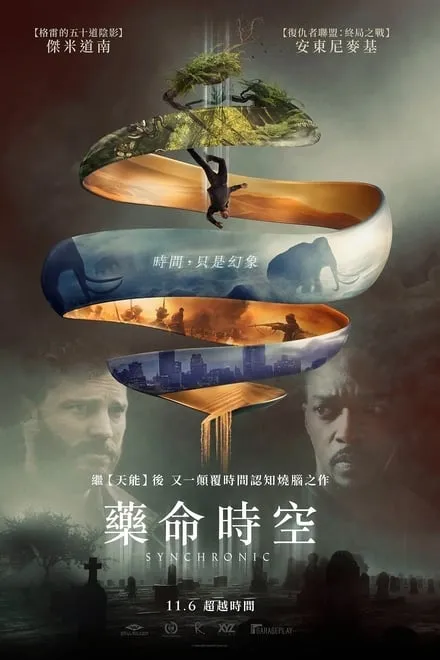 【格雷的五十道陰影】
傑米道南
【復仇者聯盟：終局之戰】
安東尼麥基
時間，只是幻象
繼【天能】後 又一顛覆時間認知燒腦之作
藥命時空
SYNCHRONIC
11.6 超越時間
XYZ
GARAGEPLAY